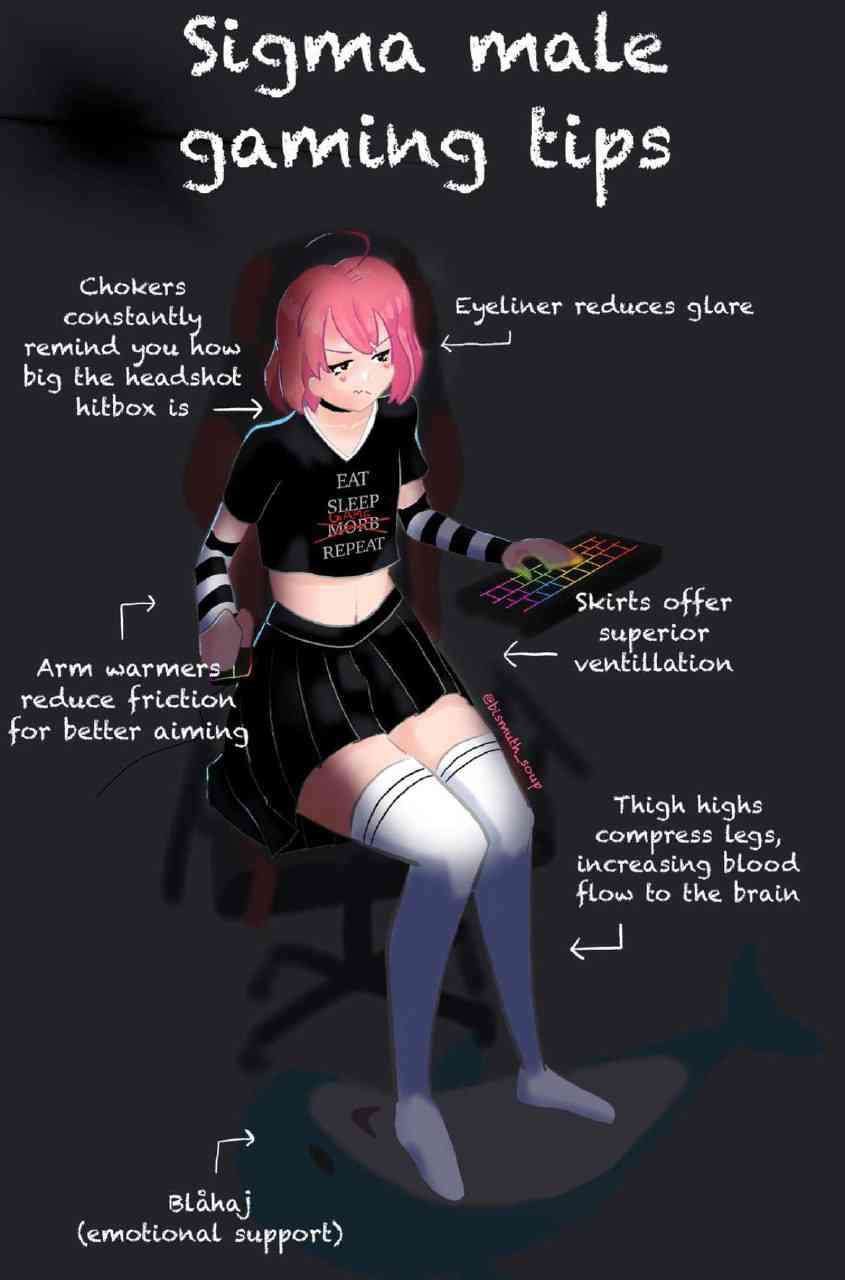 Sigma male
gaming tips
Chokers
constantly
remind you how
big the headshot
hitbox is
Eyeliner reduces glare
EAT
SLEEP
GAME
MORB
REPEAT
Skirts offer
superior
ventillation
Arm warmers
reduce friction
for better aiming
@bismuth_soup
Thigh highs
compress legs,
increasing blood
flow to the brain
Blåhaj
(emotional support)